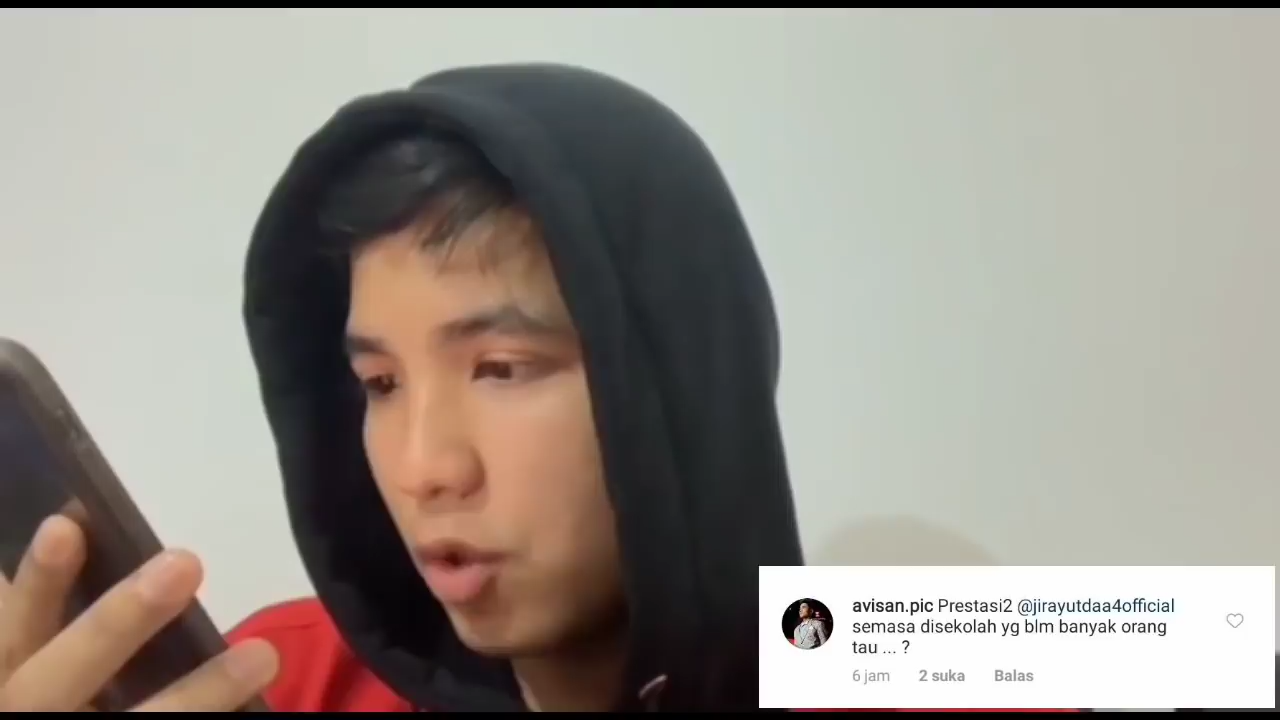 avisan.pic Prestasi2 @jirayutdaa4official
semasa disekolah yg blm banyak orang
tau ... ?
6 jam 2 suka Balas